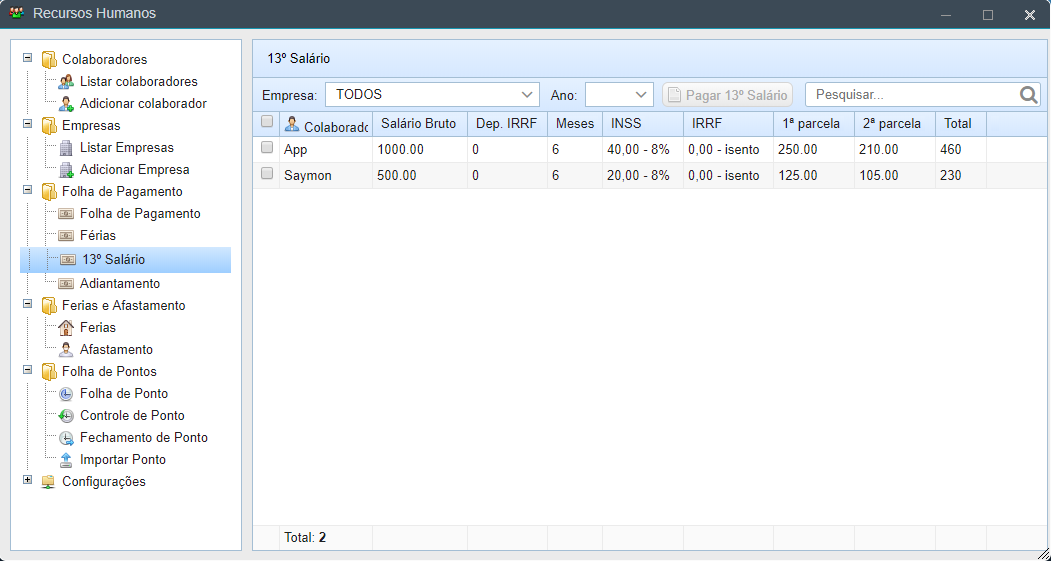 Recursos Humanos
Colaboradores
Listar colaboradores
Adicionar colaborador
Empresas
Listar Empresas
Adicionar Empresa
Folha de Pagamento
Folha de Pagamento
Férias
13º Salário
Adiantamento
Ferias e Afastamento
Ferias
Afastamento
Folha de Pontos
Folha de Ponto
Controle de Ponto
Fechamento de Ponto
Importar Ponto
Configurações
13º Salário
Empresa: TODOS Ano: Pagar 13º Salário Pesquisar...
Colaborado Salário Bruto Dep. IRRF Meses INSS IRRF 1ª parcela 2ª parcela Total
App 1000.00 0 6 40,00 - 8% 0,00 - isento 250.00 210.00 460
Saymon 500.00 0 6 20,00 - 8% 0,00 - isento 125.00 105.00 230
Total: 2